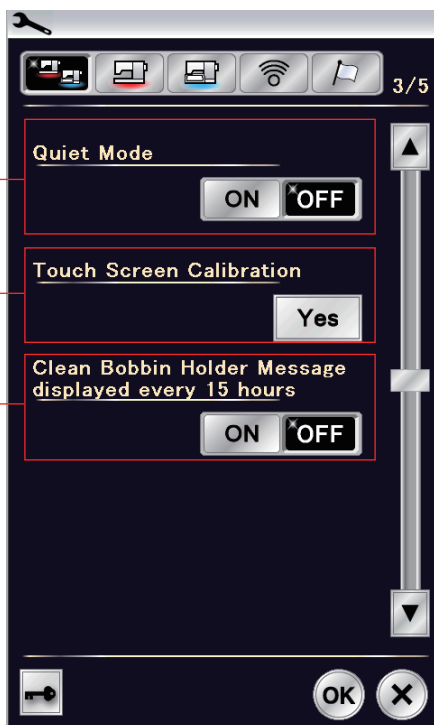 3/5
Quiet Mode
ON OFF
Touch Screen Calibration
Yes
Clean Bobbin Holder Message
displayed every 15 hours
ON OFF
OK